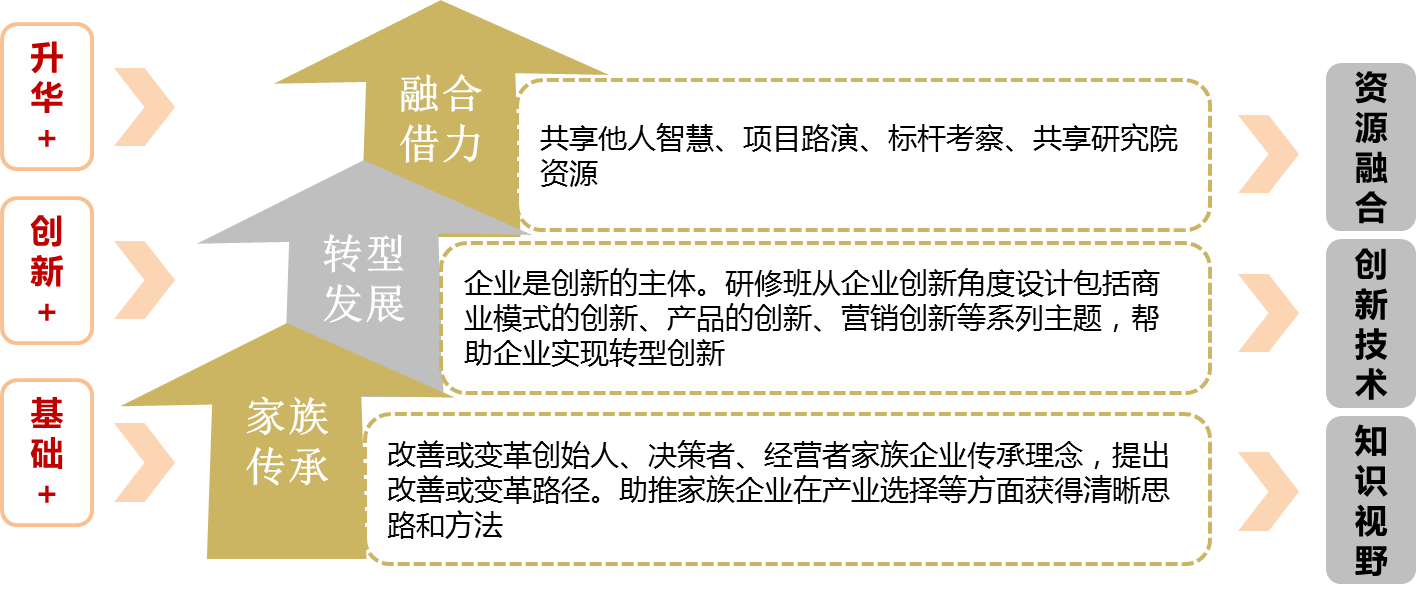 升华+
融合
借力
共享他人智慧、项目路演、标杆考察、共享研究院
资源
资源融合
创新+
转型
发展
企业是创新的主体。研修班从企业创新角度设计包括商
业模式的创新、产品的创新、营销创新等系列主题，帮
助企业实现转型创新
创新技术
基础+
家族
传承
改善或变革创始人、决策者、经营者家族企业传承理念，提出
改善或变革路径。助推家族企业在产业选择等方面获得清晰思
路和方法
知识视野